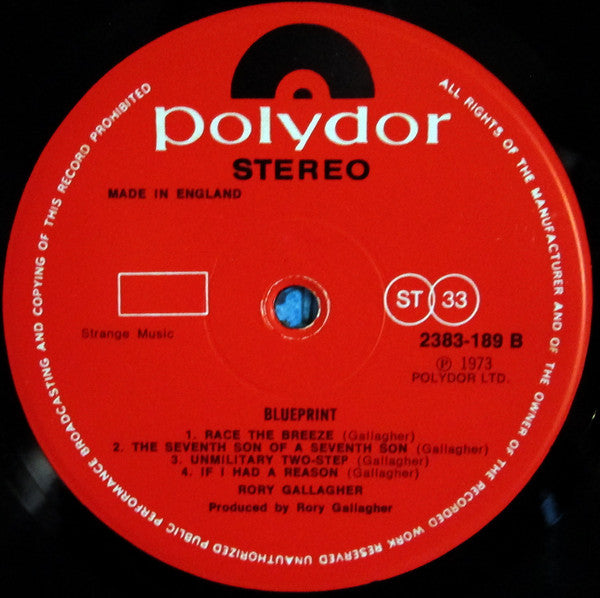 polydor
STEREO
MADE IN ENGLAND
ST 33
Strange Music
2383-189 B
℗ 1973
POLYDOR LTD.
BLUEPRINT
1. RACE THE BREEZE (Gallagher)
2. THE SEVENTH SON OF A SEVENTH SON (Gallagher)
3. UNMILITARY TWO-STEP (Gallagher)
4. IF I HAD A REASON (Gallagher)
RORY GALLAGHER
Produced by Rory Gallagher
ALL RIGHTS OF THE MANUFACTURER AND OF THE OWNER OF THE RECORDED WORK RESERVED UNAUTHORIZED PUBLIC PERFORMANCE BROADCASTING AND COPYING OF THIS RECORD PROHIBITED